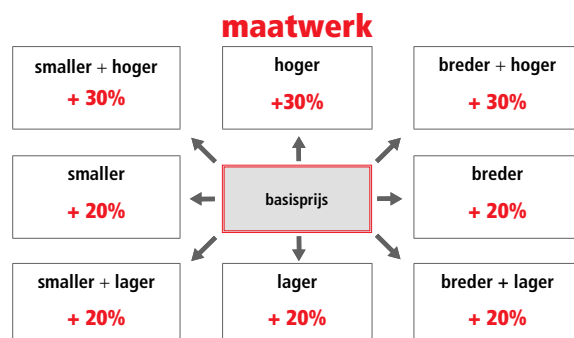 maatwerk
smaller + hoger
+ 30%
hoger
+30%
breder + hoger
+ 30%
smaller
+ 20%
basisprijs
breder
+ 20%
smaller + lager
+ 20%
lager
+ 20%
breder + lager
+ 20%